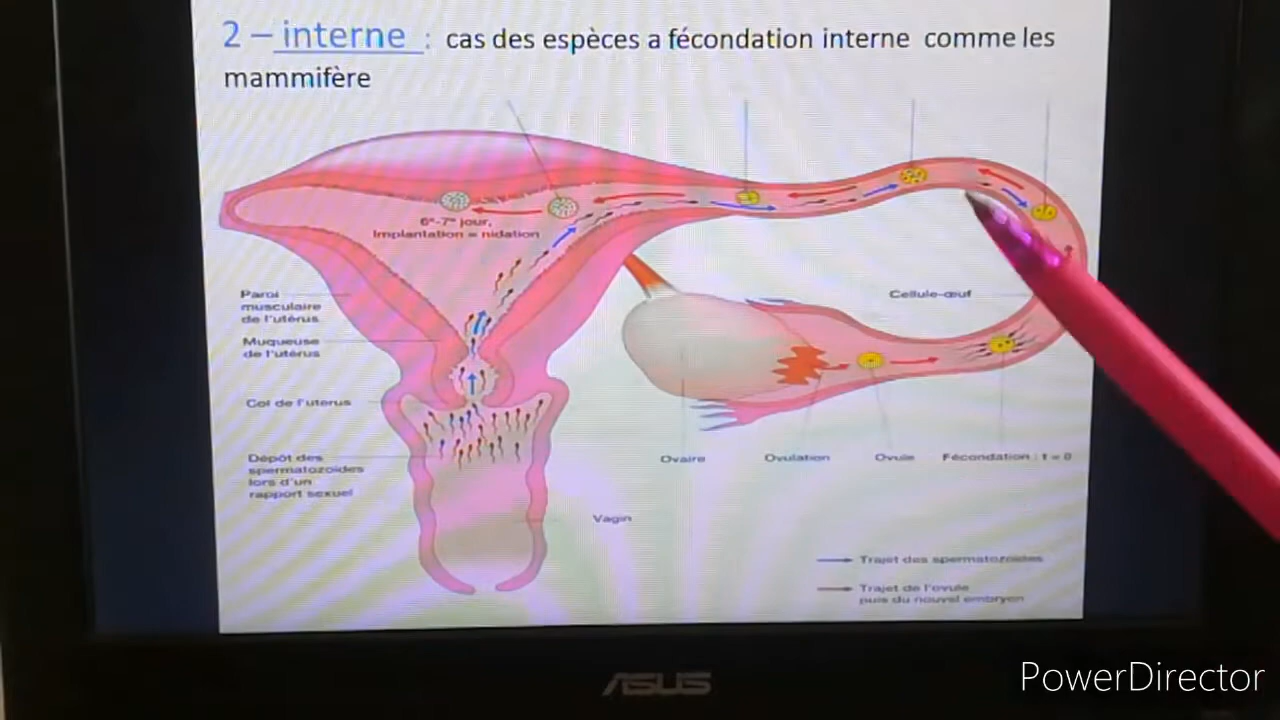 2 – interne : cas des espèces a fécondation interne comme les
mammifère
6ᵉ-7ᵉ jour,
Implantation = nidation
Paroi
musculaire
de l'utérus
Muqueuse
de l'utérus
Col de l'uterus
Dépôt des
spermatozoïdes
lors d'un
rapport sexuel
Vagin
Cellule-œuf
Ovaire
Ovulation
Ovule
Fécondation : t = 0
Trajet des spermatozoïdes
Trajet de l'ovule
puis du nouvel embryon
ASUS
PowerDirector